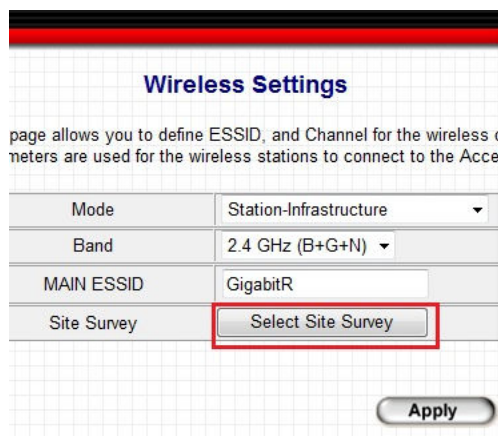 Wireless Settings
page allows you to define ESSID, and Channel for the wireless
meters are used for the wireless stations to connect to the Acce
Mode Station-Infrastructure
Band 2.4 GHz (B+G+N)
MAIN ESSID GigabitR
Site Survey Select Site Survey
Apply